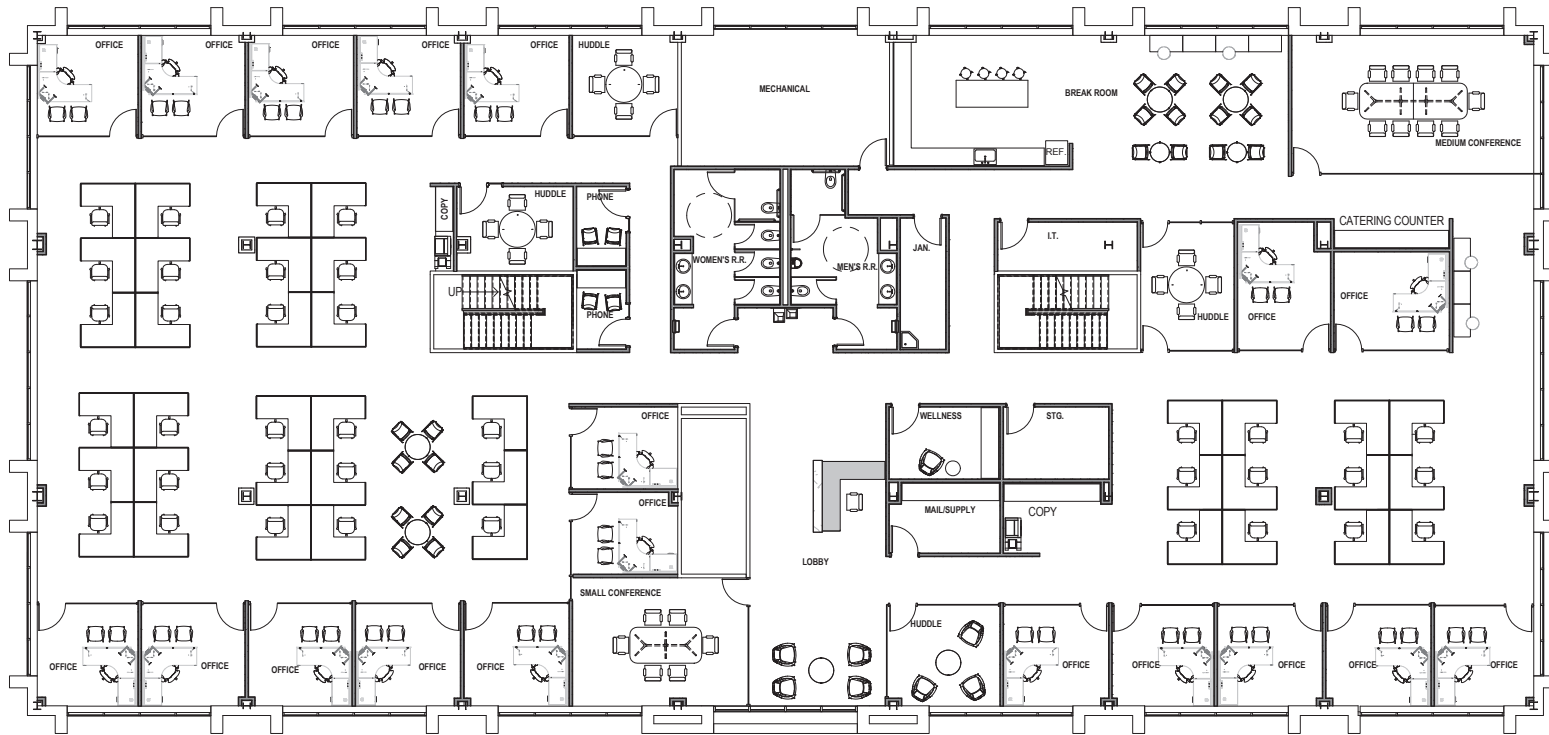 OFFICE
OFFICE
OFFICE
OFFICE
OFFICE
HUDDLE
MECHANICAL
BREAK ROOM
REF.
MEDIUM CONFERENCE
COPY
HUDDLE
PHONE
UP
PHONE
WOMEN'S R.R.
MEN'S R.R.
JAN.
I.T.
HUDDLE
OFFICE
CATERING COUNTER
OFFICE
OFFICE
OFFICE
WELLNESS
STG.
MAIL/SUPPLY
COPY
LOBBY
SMALL CONFERENCE
OFFICE
OFFICE
OFFICE
OFFICE
OFFICE
HUDDLE
OFFICE
OFFICE
OFFICE
OFFICE
OFFICE